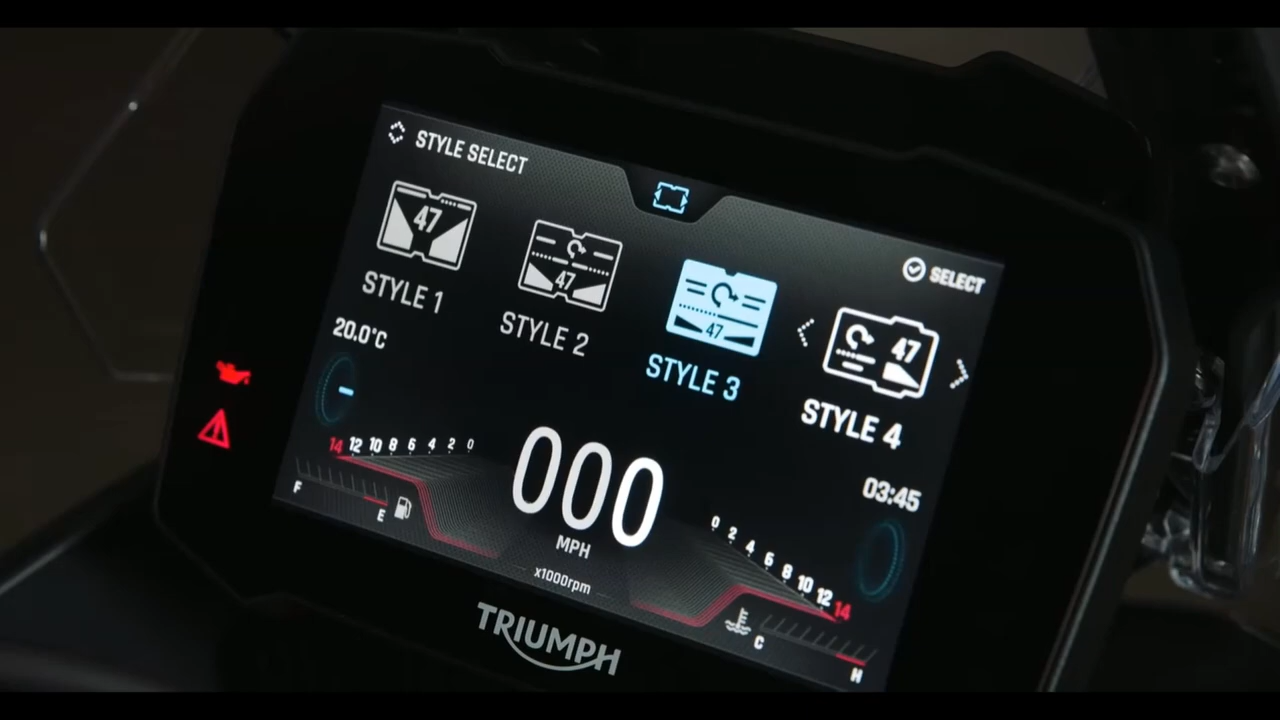 STYLE SELECT
SELECT
47
47
47
47
STYLE 1
STYLE 2
STYLE 3
STYLE 4
20.0°C
03:45
14 12 10 8 6 4 2 0
000
MPH
0 2 4 6 8 10 12 14
F
E
x1000rpm
C
H
TRIUMPH